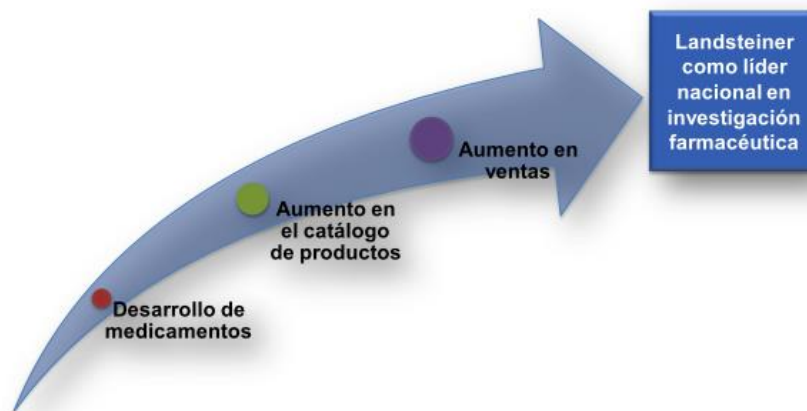 Landsteiner
como líder
nacional en
investigación
farmacéutica
Aumento en
ventas
Aumento en
el catálogo
de productos
Desarrollo de
medicamentos